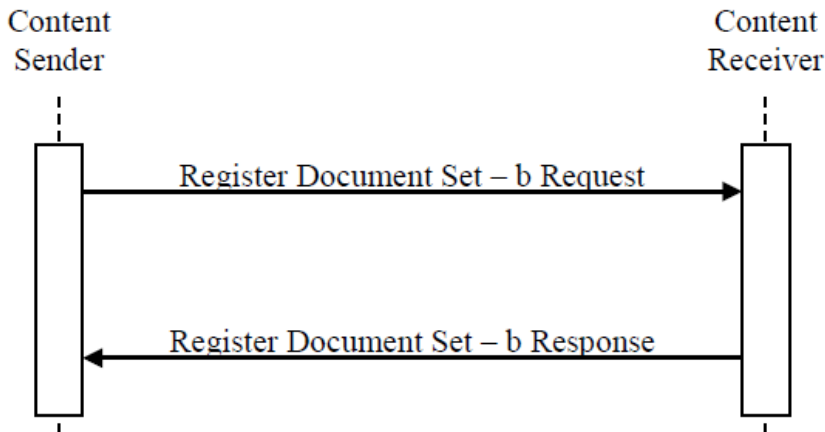 Content
Sender
Content
Receiver
Register Document Set – b Request
Register Document Set – b Response